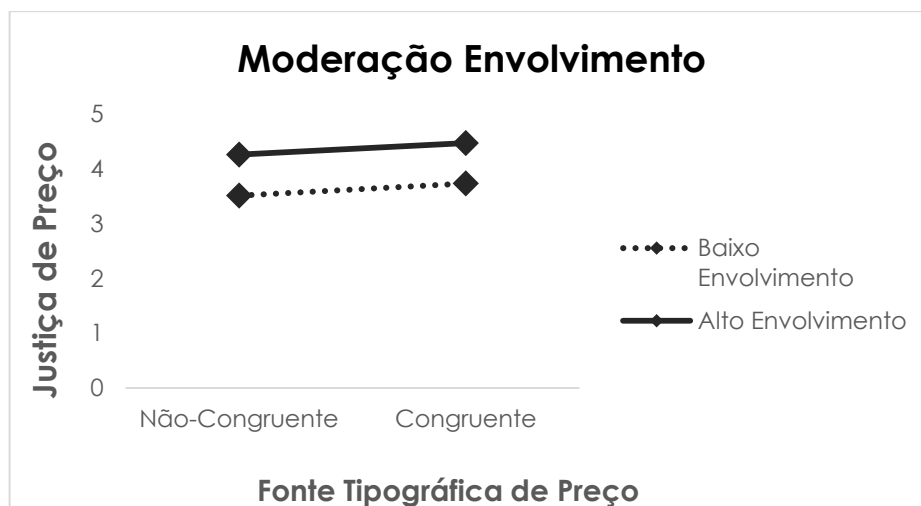 Moderação Envolvimento
Justiça de Preço
5
4
3
2
1
0
Não-Congruente
Congruente
Fonte Tipográfica de Preço
Baixo
Envolvimento
Alto Envolvimento